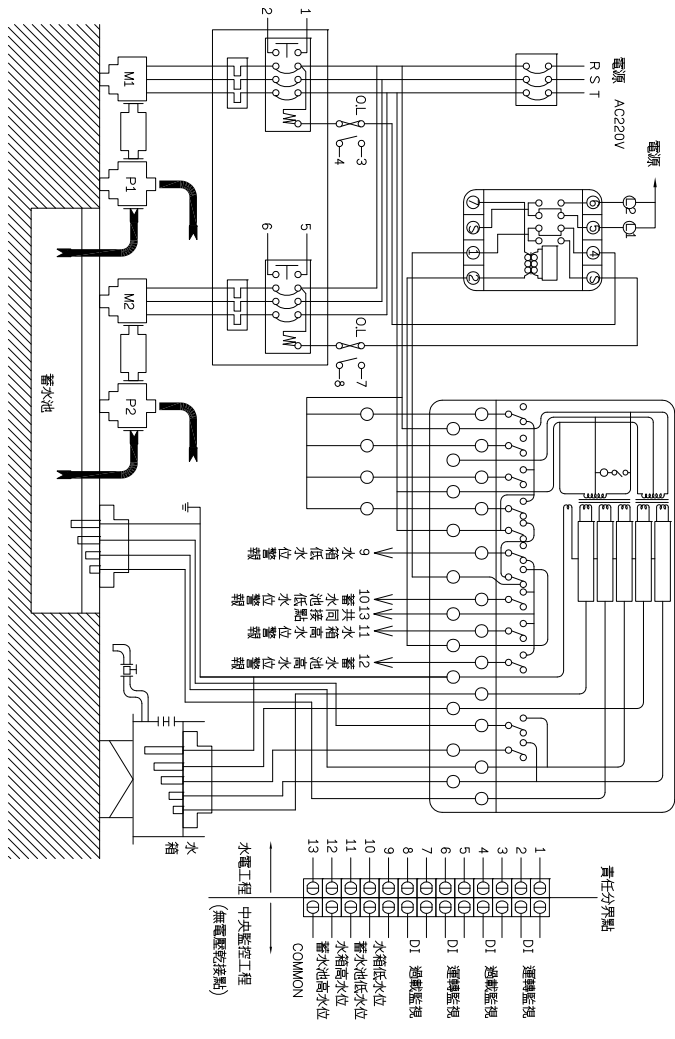 電源
電源 AC220V
R
S
T
L2
L1
7 6
S 5
1 4
2 S
1
2
O.L
3
4
5
6
O.L
7
8
M1
P1
M2
P2
蓄水池
9 水箱低水位警報
10 蓄水池低水位警報
13 共同接點
11 水箱高水位警報
12 蓄水池高水位警報
水箱
責任分界點
1
2
3
4
5
6
7
8
9
10
11
12
13
DI 運轉監視
DI 過載監視
DI 運轉監視
DI 過載監視
水箱低水位
蓄水池低水位
水箱高水位
蓄水池高水位
COMMON
水電工程
中央監控工程
(無電壓乾接點)